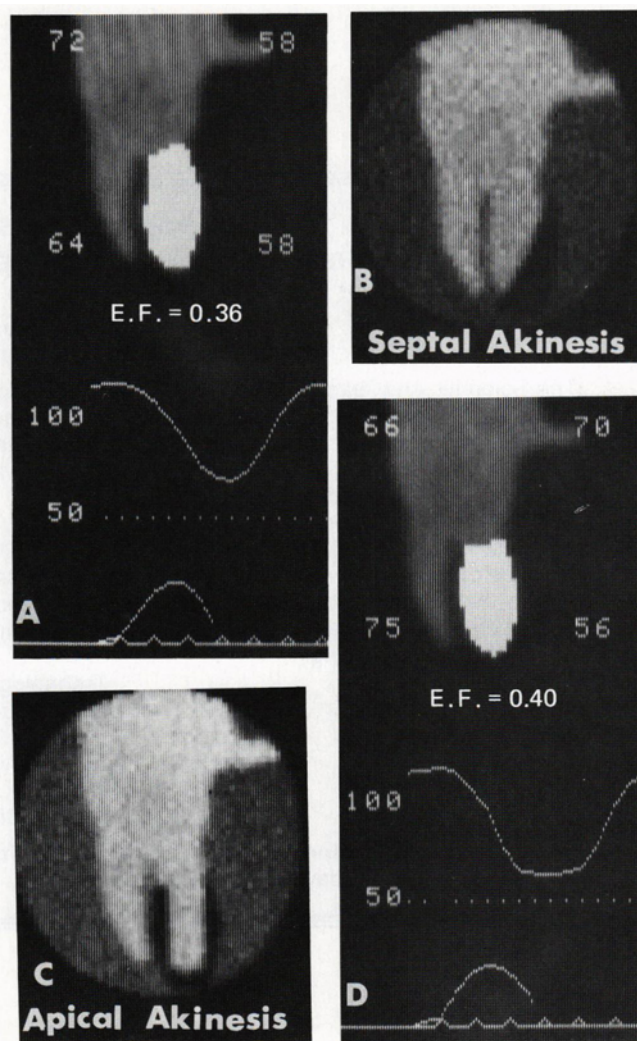 72 58
64 58
E.F. = 0.36
100
50
A
B
Septal Akinesis
C
Apical Akinesis
66 70
75 56
E.F. = 0.40
100
50
D